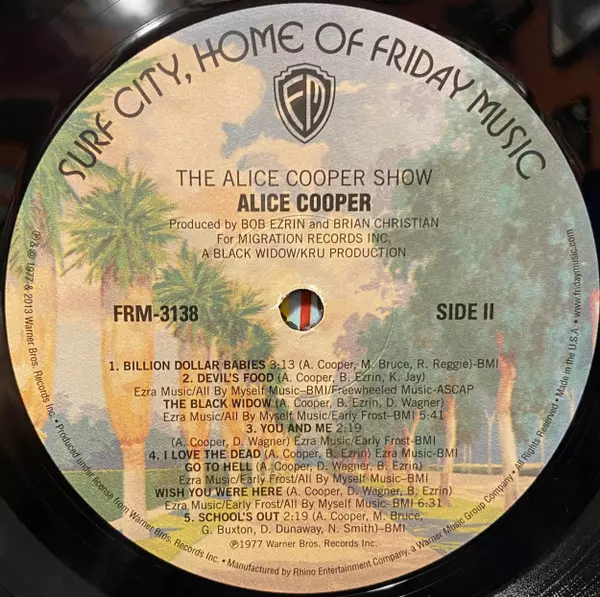 SURF CITY, HOME OF FRIDAY MUSIC
FM
THE ALICE COOPER SHOW
ALICE COOPER
Produced by BOB EZRIN and BRIAN CHRISTIAN
For MIGRATION RECORDS INC.
A BLACK WIDOW/KRU PRODUCTION
FRM-3138
SIDE II
1. BILLION DOLLAR BABIES 3:13 (A. Cooper, M. Bruce, R. Reggie)–BMI
2. DEVIL'S FOOD (A. Cooper, B. Ezrin, K. Jay)
Ezra Music/All By Myself Music–BMI/Freewheeled Music-ASCAP
THE BLACK WIDOW (A. Cooper, B. Ezrin, D. Wagner)
Ezra Music/All By Myself Music/Early Frost–BMI 5:41
3. YOU AND ME 2:19
(A. Cooper, D. Wagner) Ezra Music/Early Frost-BMI
4. I LOVE THE DEAD (A. Cooper, B. Ezrin) Ezra Music–BMI
GO TO HELL (A. Cooper, B. Ezrin, D. Wagner)
Ezra Music/Early Frost/All By Myself Music–BMI
WISH YOU WERE HERE (A. Cooper, D. Wagner, B. Ezrin)
Ezra Music/Early Frost/All By Myself Music–BMI 6:31
5. SCHOOL'S OUT 2:19 (A. Cooper, M. Bruce,
G. Buxton, D. Dunaway, N. Smith)–BMI
℗1977 Warner Bros. Records Inc.
℗ & © 1977 & 2013 Warner Bros. Records Inc. • Produced under license from Warner Bros. Records Inc. • Manufactured by Rhino Entertainment Company, a Warner Music Group Company • All Rights Reserved • Made in the U.S.A. • www.fridaymusic.com